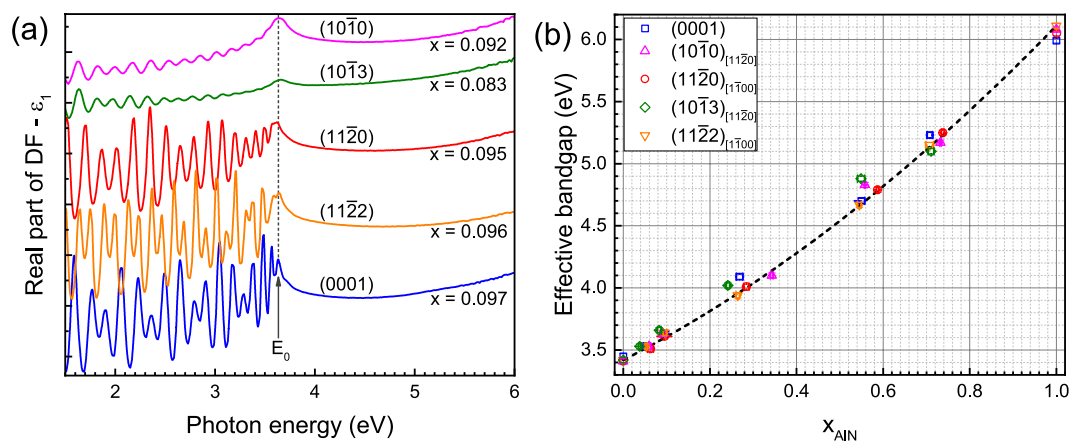 (a)
Real part of DF - ε₁
(101̄0)
x = 0.092
(101̄3)
x = 0.083
(112̄0)
x = 0.095
(112̄2)
x = 0.096
(0001)
x = 0.097
E₀
2 3 4 5 6
Photon energy (eV)
(b)
(0001)
(101̄0)[112̄0]
(112̄0)[11̄00]
(101̄3)[112̄0]
(112̄2)[11̄00]
Effective bandgap (eV)
6.0
5.5
5.0
4.5
4.0
3.5
0.0 0.2 0.4 0.6 0.8 1.0
xAlN